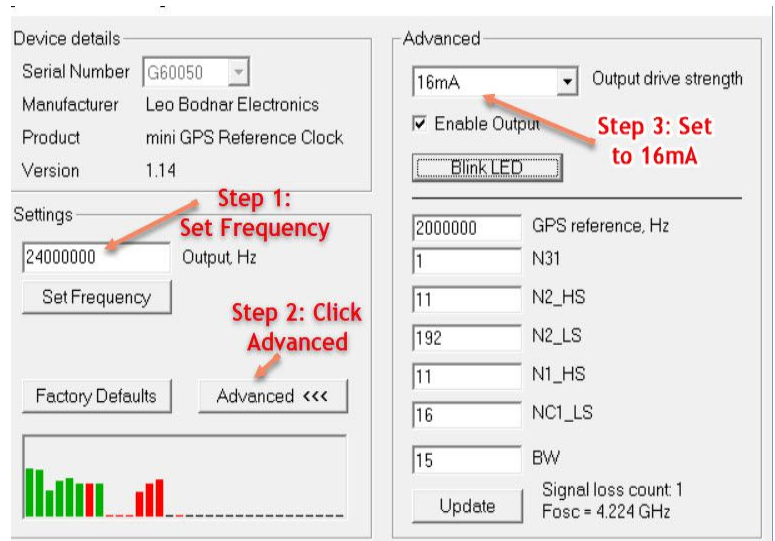 Device details
Serial Number G60050
Manufacturer Leo Bodnar Electronics
Product mini GPS Reference Clock
Version 1.14
Step 1:
Set Frequency
Settings
24000000 Output, Hz
Set Frequency
Step 2: Click
Advanced
Factory Defaults Advanced <<<
Advanced
16mA Output drive strength
Enable Output
Step 3: Set
to 16mA
Blink LED
2000000 GPS reference, Hz
1 N31
11 N2_HS
192 N2_LS
11 N1_HS
16 NC1_LS
15 BW
Update
Signal loss count: 1
Fosc = 4.224 GHz